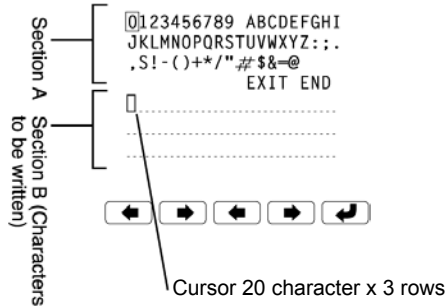 Section A
0123456789 ABCDEFGHI
JKLMNOPQRSTUVWXYZ:;.
,S!-()+*/"#$&=@
EXIT END
Section B (Characters
to be written)
Cursor 20 character x 3 rows